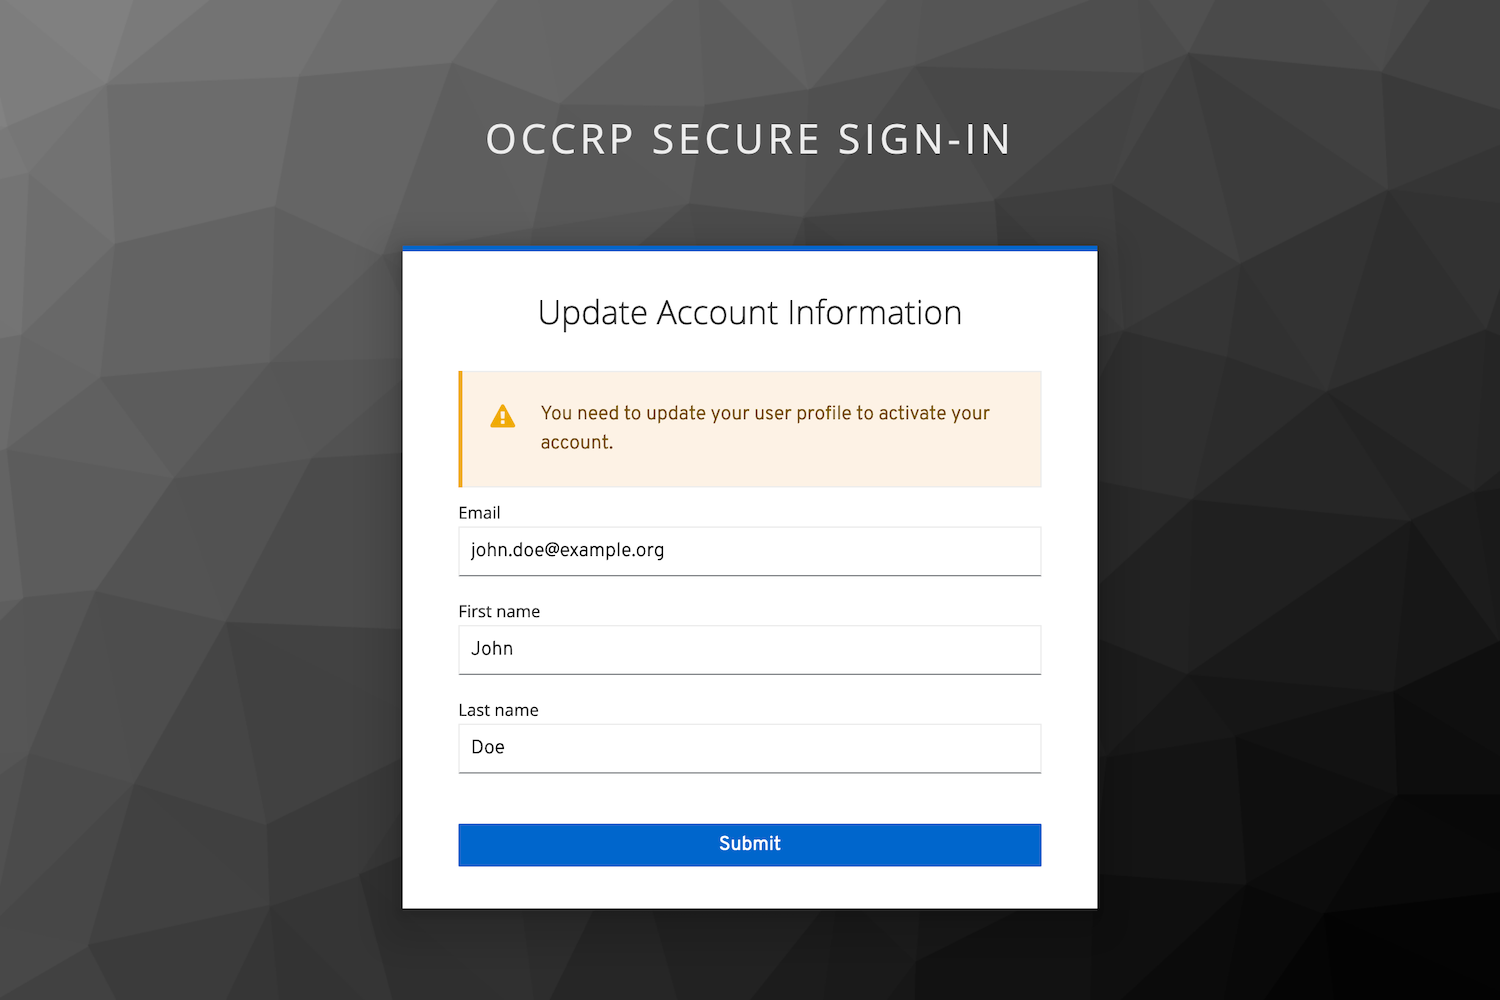 OCCRP SECURE SIGN-IN
Update Account Information
You need to update your user profile to activate your
account.
Email
john.doe@example.org
First name
John
Last name
Doe
Submit